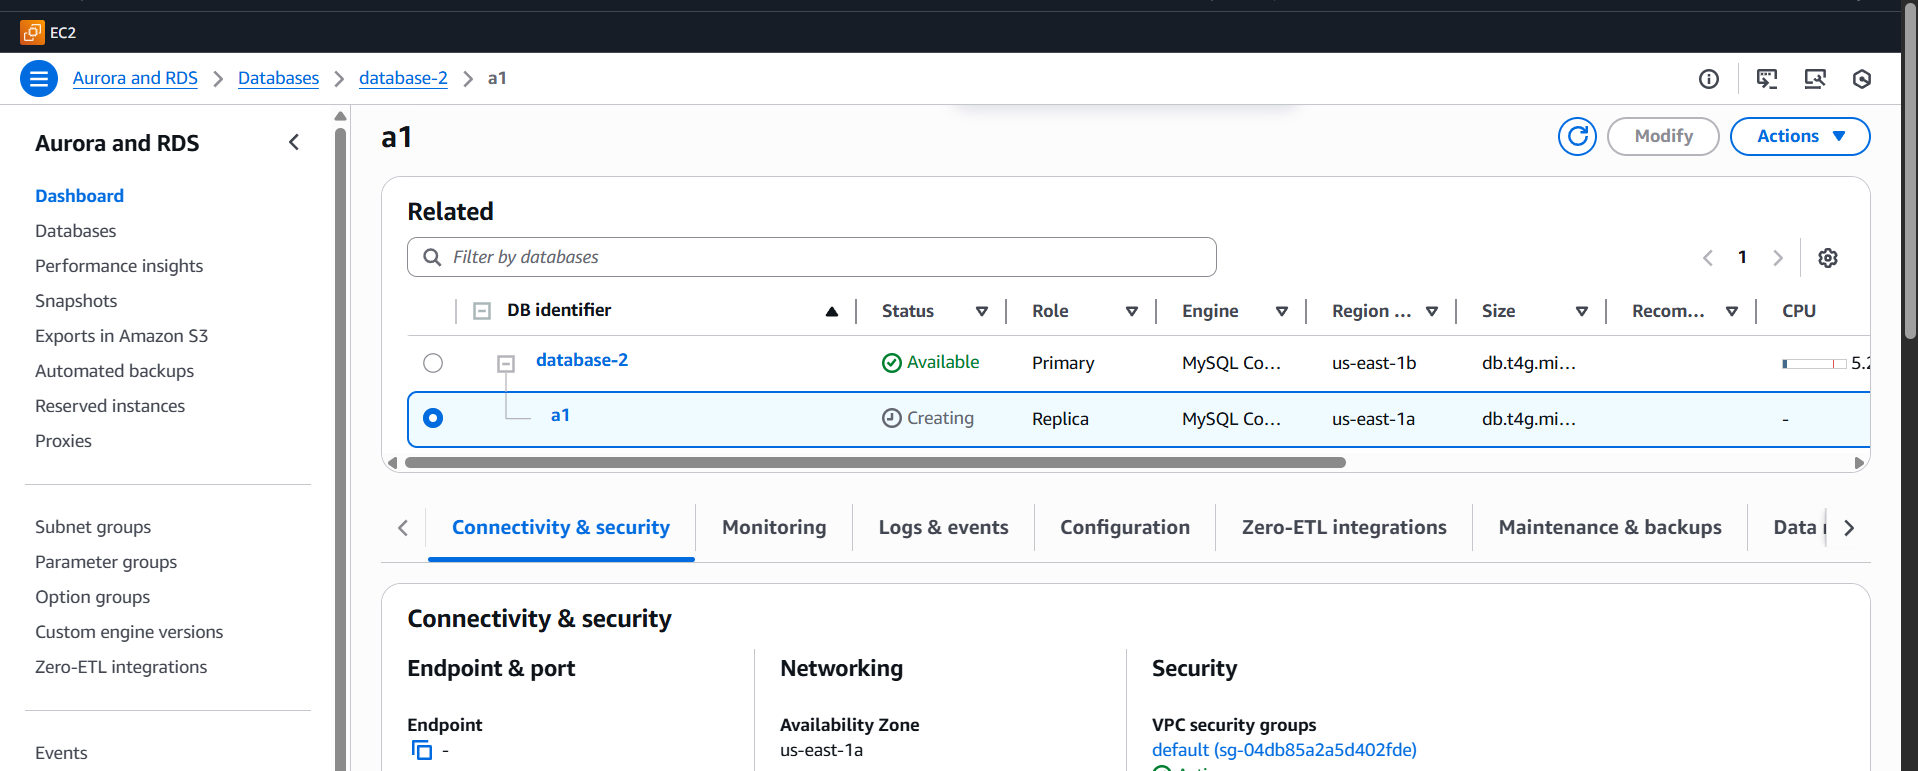 EC2
Aurora and RDS > Databases > database-2 > a1
Aurora and RDS
Dashboard
Databases
Performance insights
Snapshots
Exports in Amazon S3
Automated backups
Reserved instances
Proxies
Subnet groups
Parameter groups
Option groups
Custom engine versions
Zero-ETL integrations
Events
a1
Modify
Actions
Related
Filter by databases
1
DB identifier Status Role Engine Region ... Size Recom... CPU
database-2 Available Primary MySQL Co... us-east-1b db.t4g.mi... 5.2
a1 Creating Replica MySQL Co... us-east-1a db.t4g.mi... -
Connectivity & security Monitoring Logs & events Configuration Zero-ETL integrations Maintenance & backups Data
Connectivity & security
Endpoint & port
Endpoint
-
Networking
Availability Zone
us-east-1a
Security
VPC security groups
default (sg-04db85a2a5d402fde)